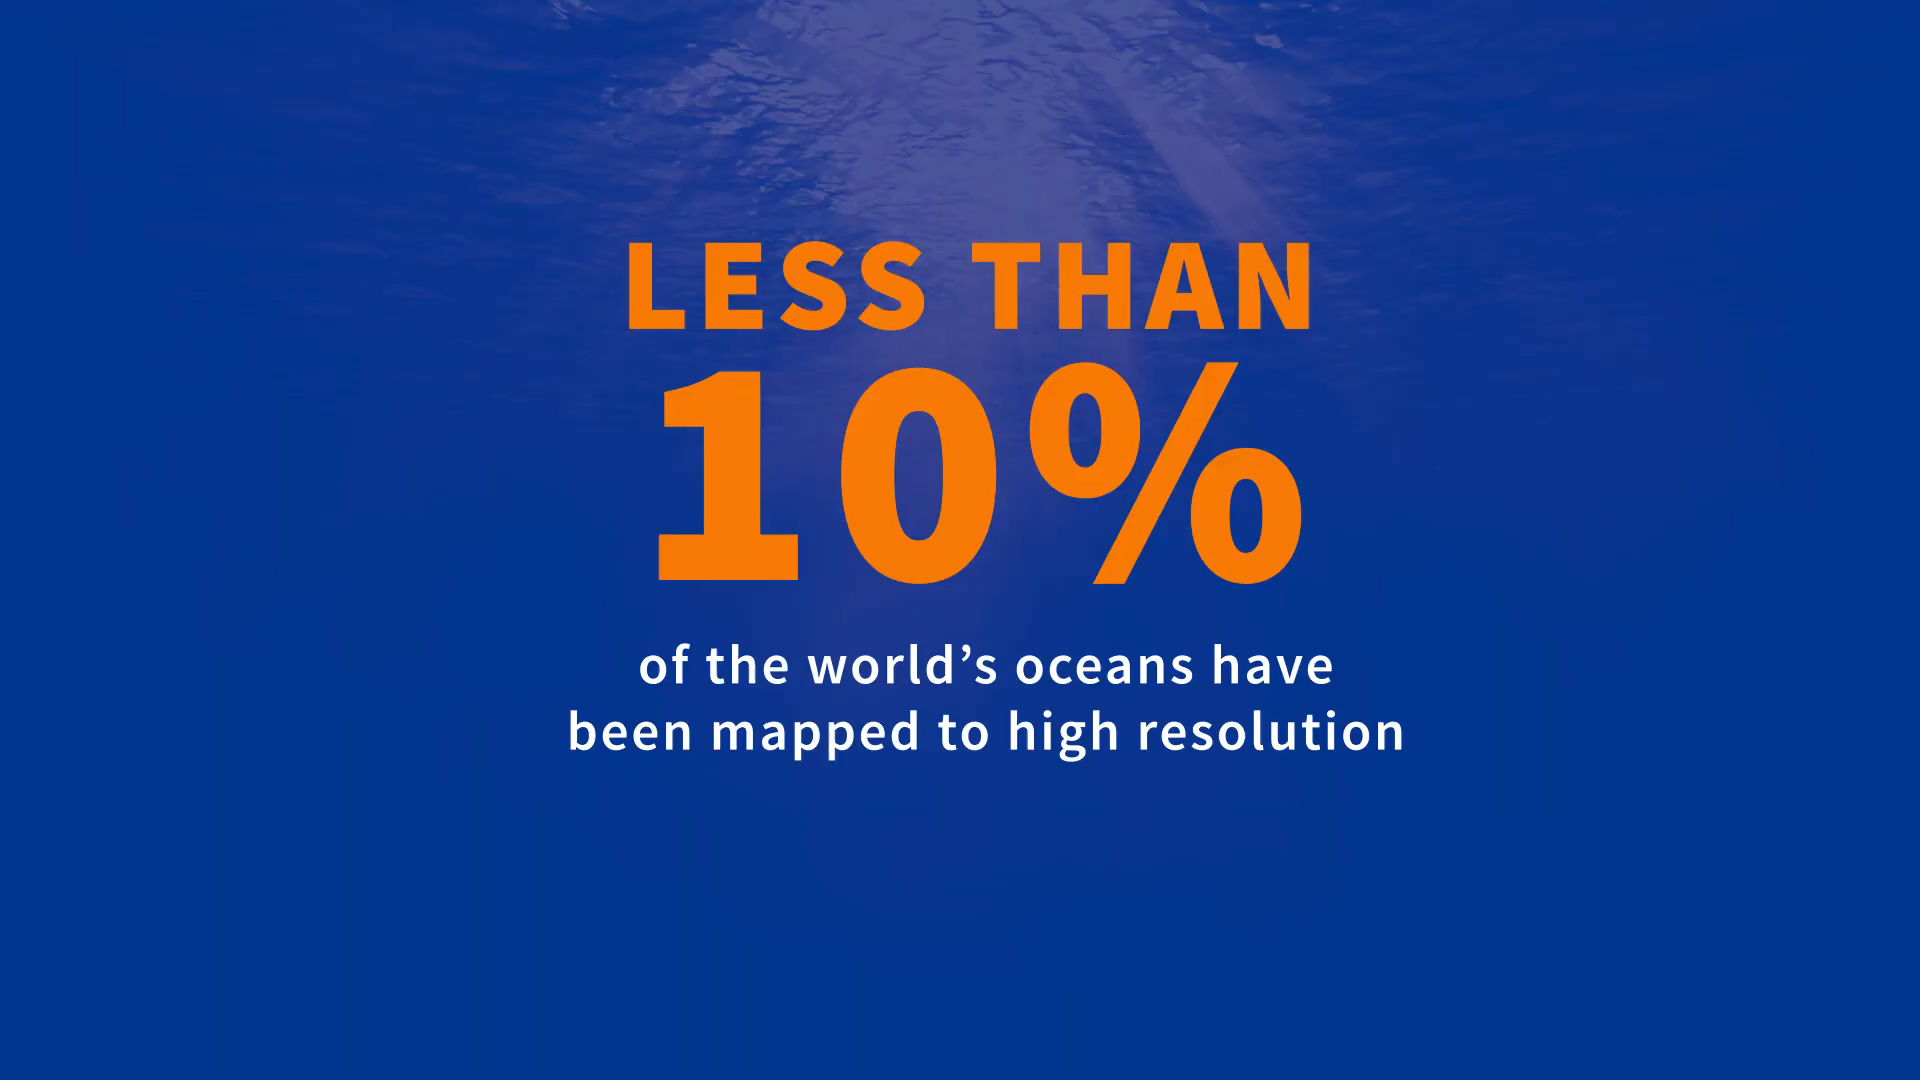 LESS THAN
10%
of the world’s oceans have
been mapped to high resolution